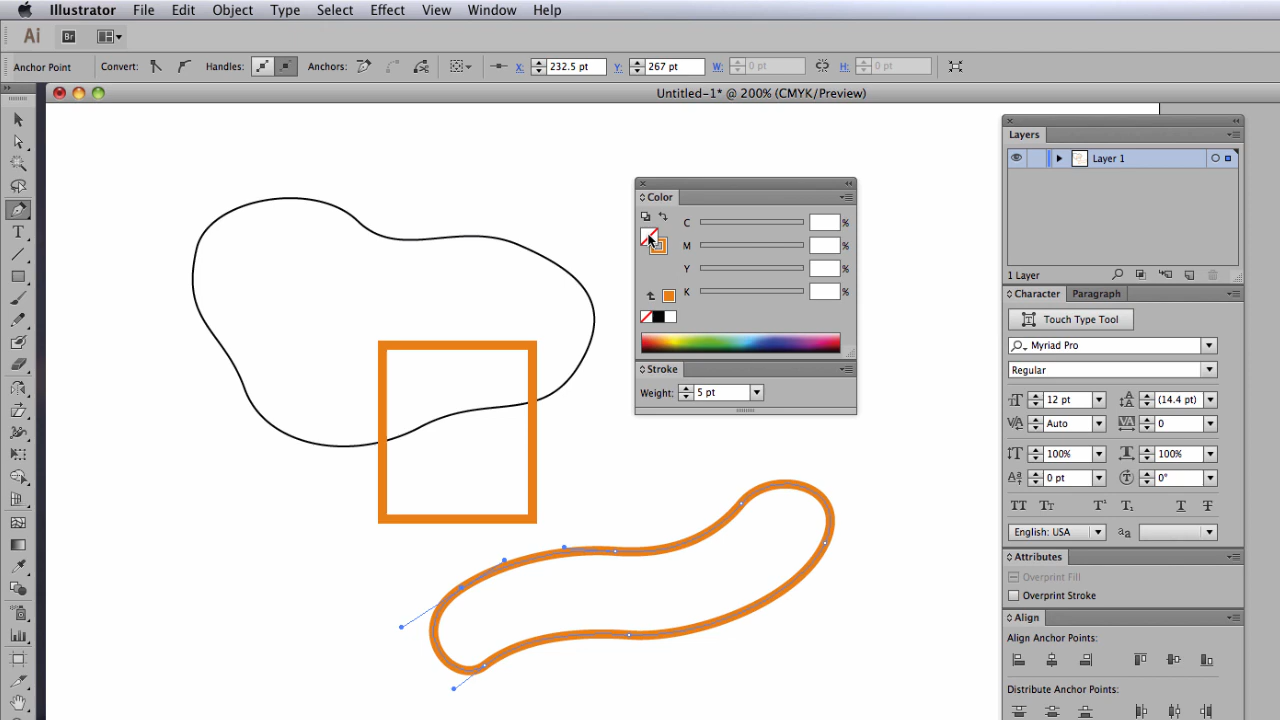 Illustrator File Edit Object Type Select Effect View Window Help
Ai Br
Anchor Point Convert: Handles: Anchors: X: 232.5 pt Y: 267 pt W: 0 pt H: 0 pt
Untitled-1* @ 200% (CMYK/Preview)
Layers
Layer 1
1 Layer
Color
C %
M %
Y %
K %
Stroke
Weight: 5 pt
Character Paragraph
Touch Type Tool
Myriad Pro
Regular
12 pt (14.4 pt)
Auto 0
100% 100%
0 pt 0°
English: USA
Attributes
Overprint Fill
Overprint Stroke
Align
Align Anchor Points:
Distribute Anchor Points: